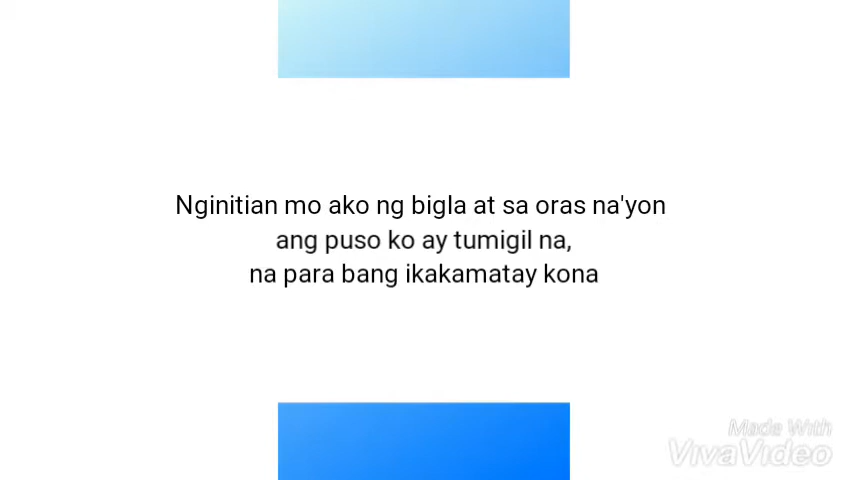 Nginitian mo ako ng bigla at sa oras na'yon
ang puso ko ay tumigil na,
na para bang ikakamatay kona
Made With
VivaVideo